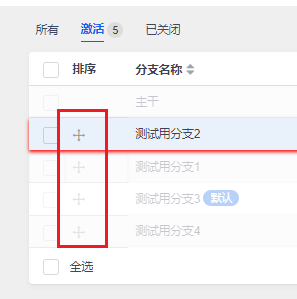 所有 激活 5 已关闭
排序 分支名称
主干
测试用分支2
测试用分支1
测试用分支3 默认
测试用分支4
全选